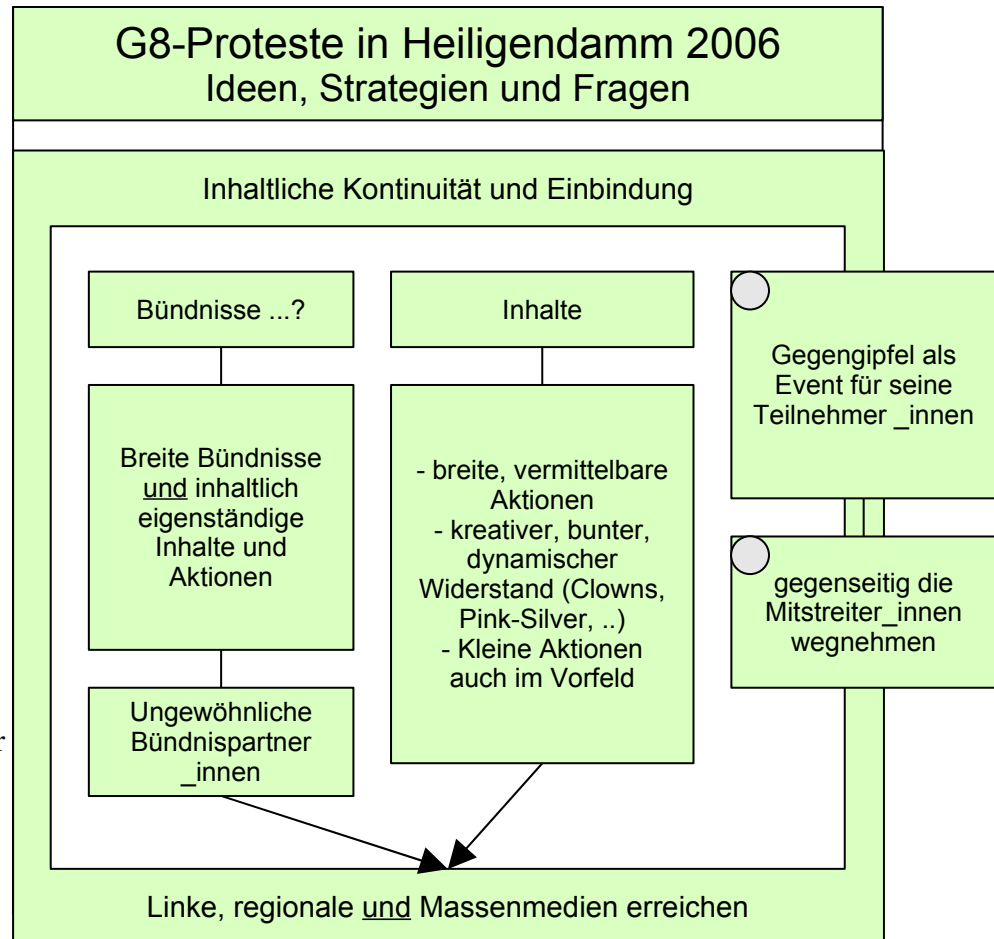 G8-Proteste in Heiligendamm 2006
Ideen, Strategien und Fragen
Inhaltliche Kontinuität und Einbindung
Bündnisse ...?
Breite Bündnisse
und inhaltlich
eigenständige
Inhalte und
Aktionen
Ungewöhnliche
Bündnispartner
_innen
Inhalte
- breite, vermittelbare
Aktionen
- kreativer, bunter,
dynamischer
Widerstand (Clowns,
Pink-Silver, ..)
- Kleine Aktionen
auch im Vorfeld
Gegengipfel als
Event für seine
Teilnehmer _innen
gegenseitig die
Mitstreiter_innen
wegnehmen
r
Linke, regionale und Massenmedien erreichen